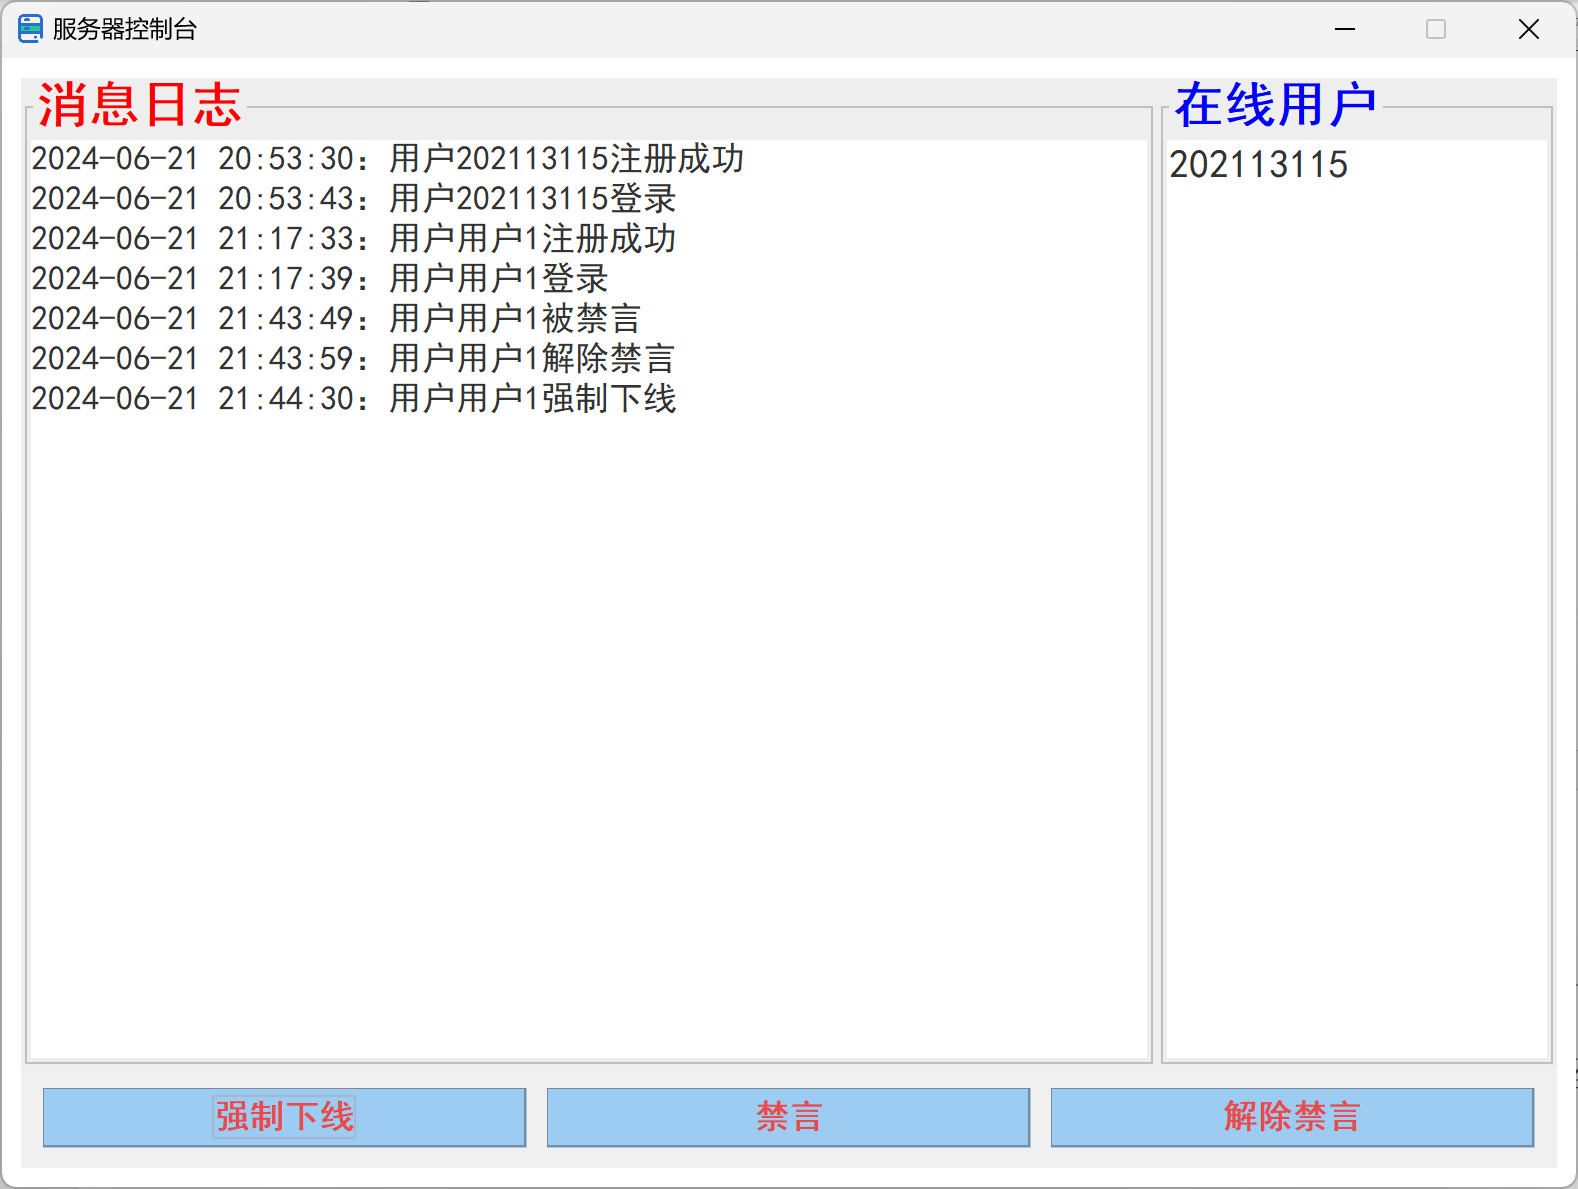 服务器控制台
消息日志
2024-06-21 20:53:30：用户202113115注册成功
2024-06-21 20:53:43：用户202113115登录
2024-06-21 21:17:33：用户用户1注册成功
2024-06-21 21:17:39：用户用户1登录
2024-06-21 21:43:49：用户用户1被禁言
2024-06-21 21:43:59：用户用户1解除禁言
2024-06-21 21:44:30：用户用户1强制下线
在线用户
202113115
强制下线
禁言
解除禁言